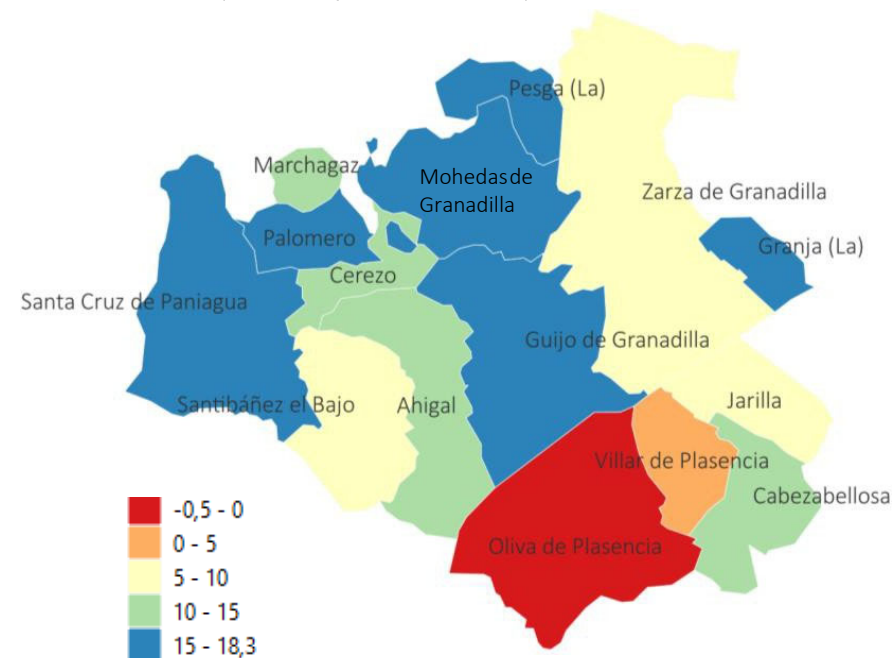 Pesga (La)
Marchagaz
Mohedas de
Granadilla
Zarza de Granadilla
Palomero
Granja (La)
Cerezo
Santa Cruz de Paniagua
Guijo de Granadilla
Santibáñez el Bajo
Ahigal
Jarilla
Villar de Plasencia
Cabezabellosa
Oliva de Plasencia
-0,5 - 0
0 - 5
5 - 10
10 - 15
15 - 18,3